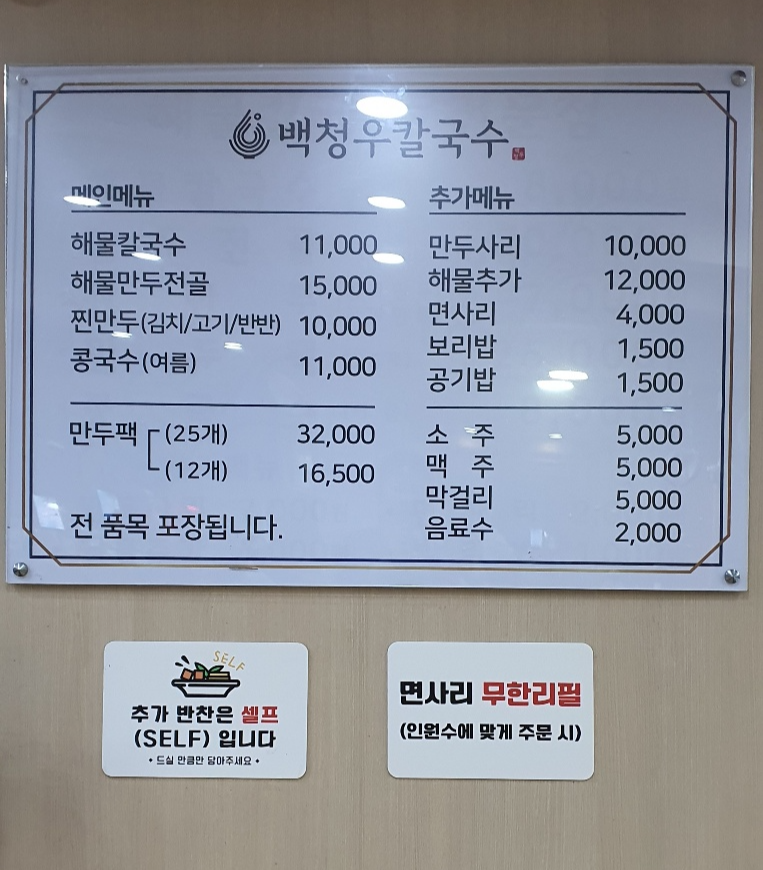 백청우칼국수
메인메뉴
해물칼국수 11,000
해물만두전골 15,000
찐만두(김치/고기/반반) 10,000
콩국수(여름) 11,000
만두팩 (25개) 32,000
(12개) 16,500
전 품목 포장됩니다.
추가메뉴
만두사리 10,000
해물추가 12,000
면사리 4,000
보리밥 1,500
공기밥 1,500
소 주 5,000
맥 주 5,000
막걸리 5,000
음료수 2,000
SELF
추가 반찬은 셀프
(SELF) 입니다
• 드실 만큼만 담아주세요 •
면사리 무한리필
(인원수에 맞게 주문 시)